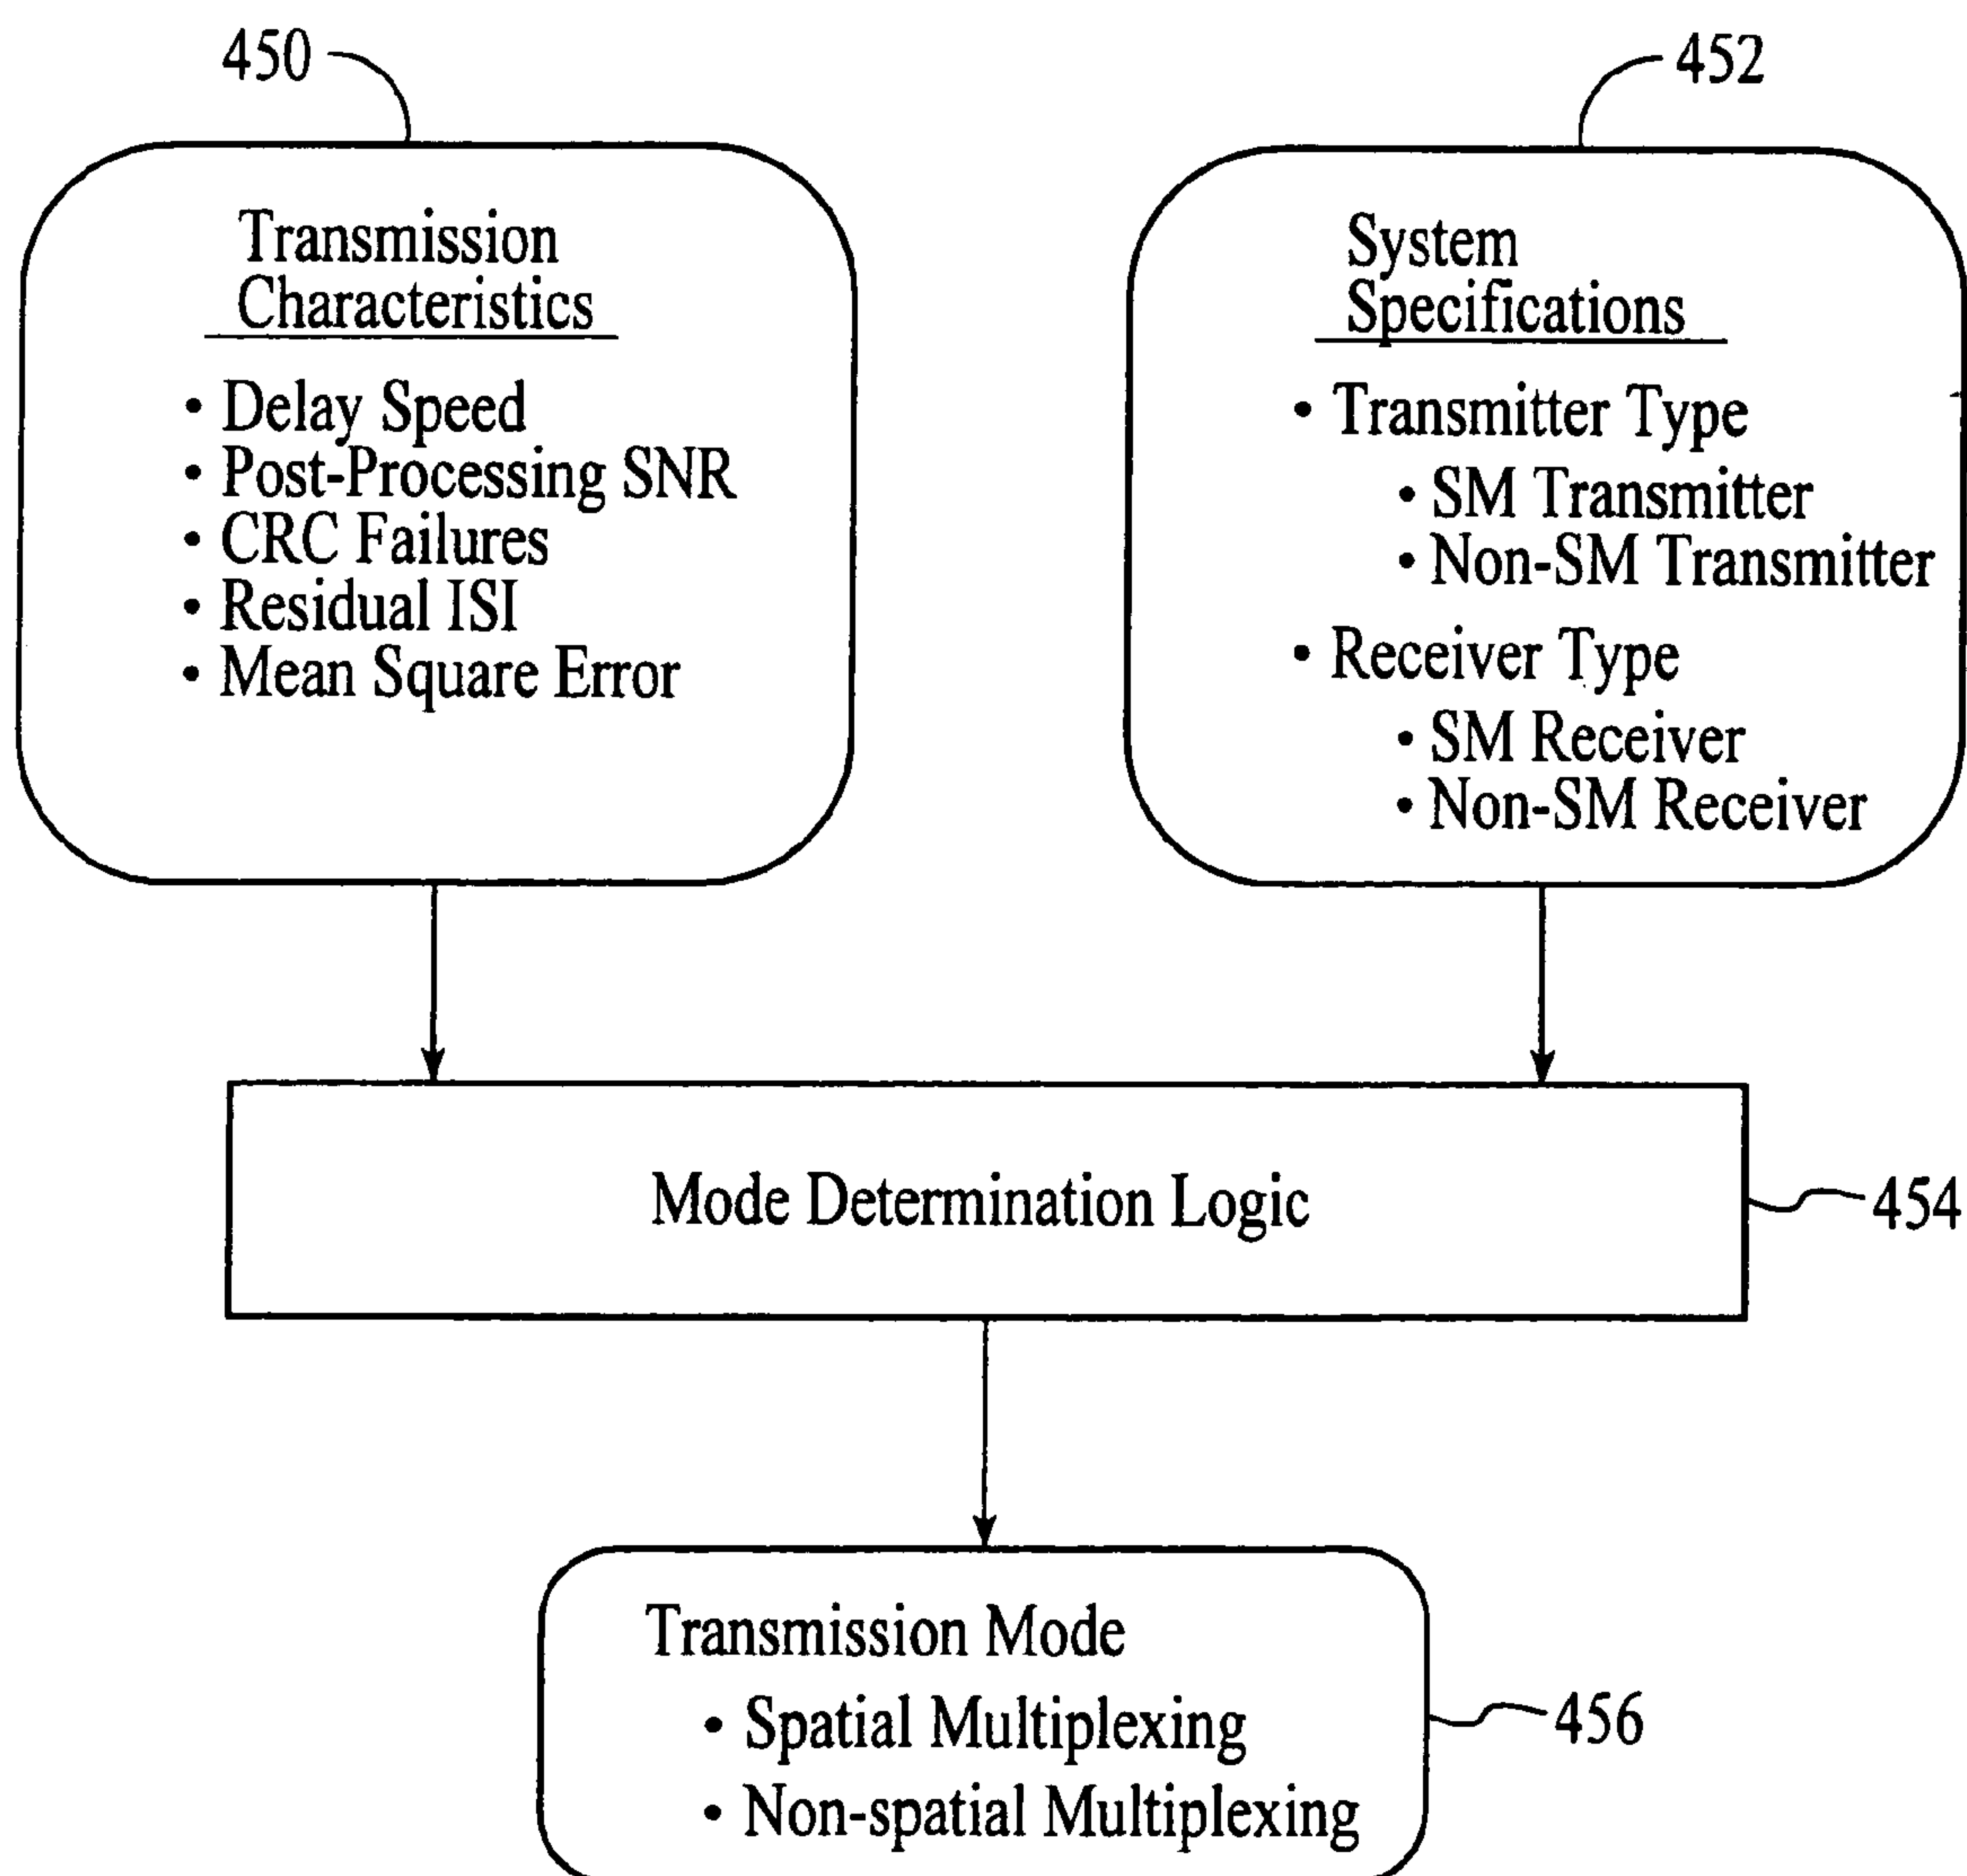 450
452
Transmission
Characteristics
• Delay Speed
• Post-Processing SNR
• CRC Failures
• Residual ISI
• Mean Square Error
System
Specifications
• Transmitter Type
• SM Transmitter
• Non-SM Transmitter
• Receiver Type
• SM Receiver
• Non-SM Receiver
Mode Determination Logic
454
Transmission Mode
• Spatial Multiplexing
• Non-spatial Multiplexing
456